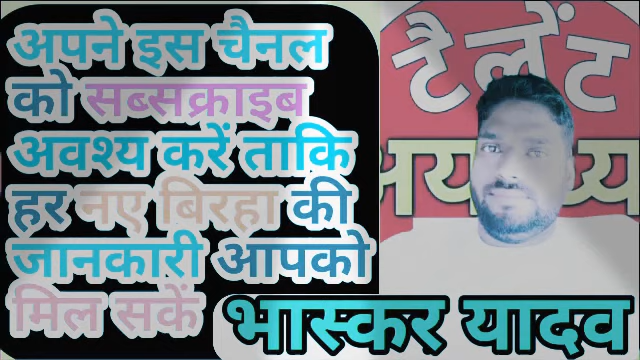 अपने इस चैनल
को सब्सक्राइब
अवश्य करें ताकि
हर नए बिरहा की
जानकारी आपको
मिल सकें
टैलेंट
भास्कर यादव